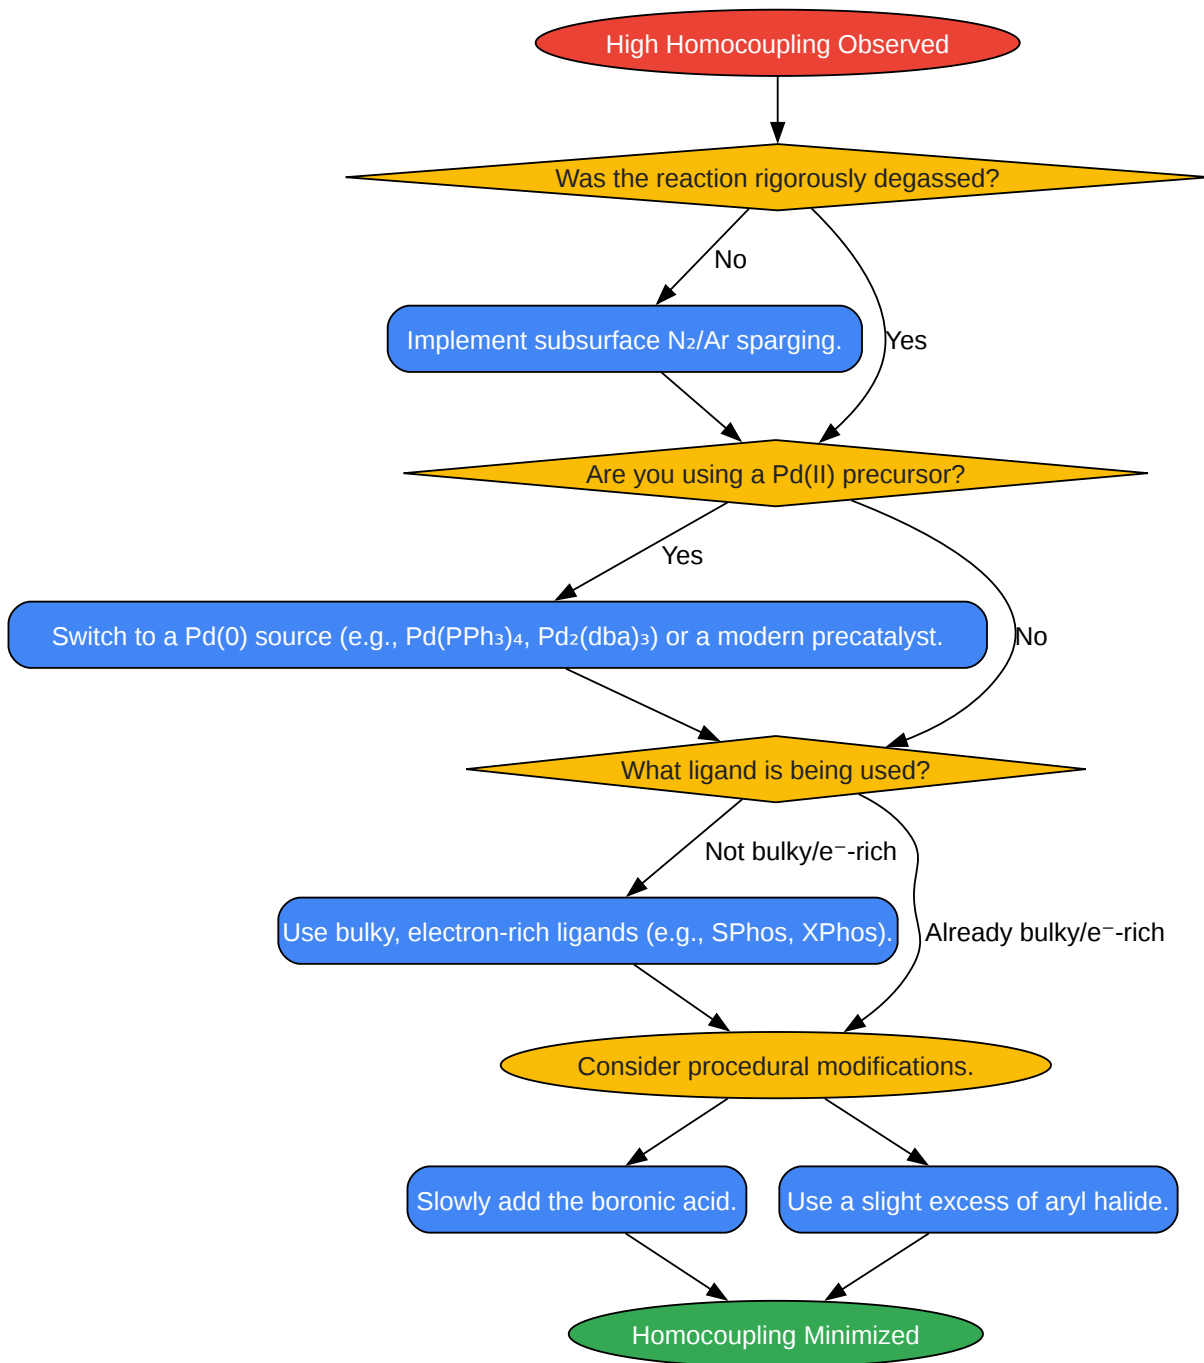 High Homocoupling Observed
Was the reaction rigorously degassed?
No
Implement subsurface N₂/Ar sparging.
Yes
Are you using a Pd(II) precursor?
Yes
Switch to a Pd(0) source (e.g., Pd(PPh₃)₄, Pd₂(dba)₃) or a modern precatalyst.
No
What ligand is being used?
Not bulky/e⁻-rich
Use bulky, electron-rich ligands (e.g., SPhos, XPhos).
Already bulky/e⁻-rich
Consider procedural modifications.
Slowly add the boronic acid.
Use a slight excess of aryl halide.
Homocoupling Minimized